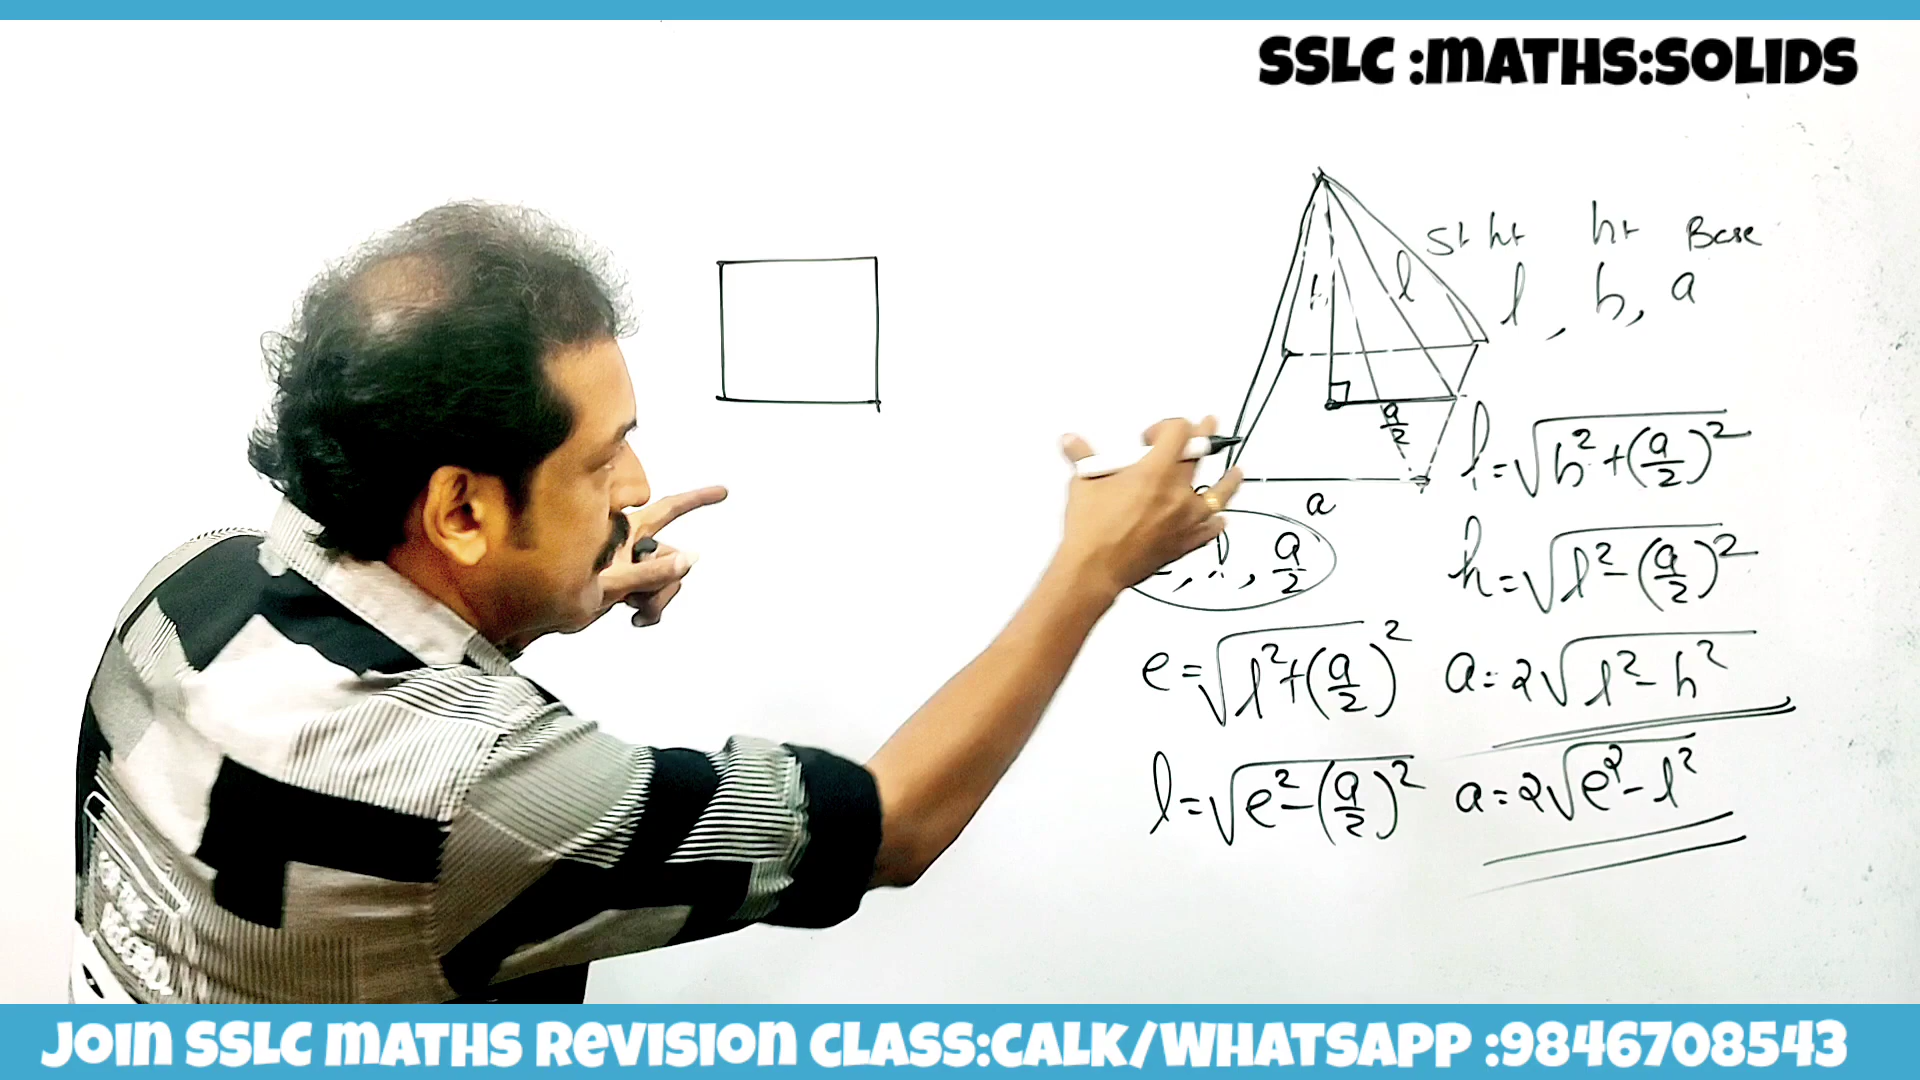 SSLC :MATHS:SOLIDS
Sl ht ht Base
l , h, a
h
l
a/2
a
l, a/2
l=√h²+(a/2)²
h=√l²-(a/2)²
e=√l²+(a/2)² a=2√l²-h²
l=√e²-(a/2)² a=2√e²-l²
JOIN SSLC MATHS REVISION CLASS:CALK/WHATSAPP :9846708543